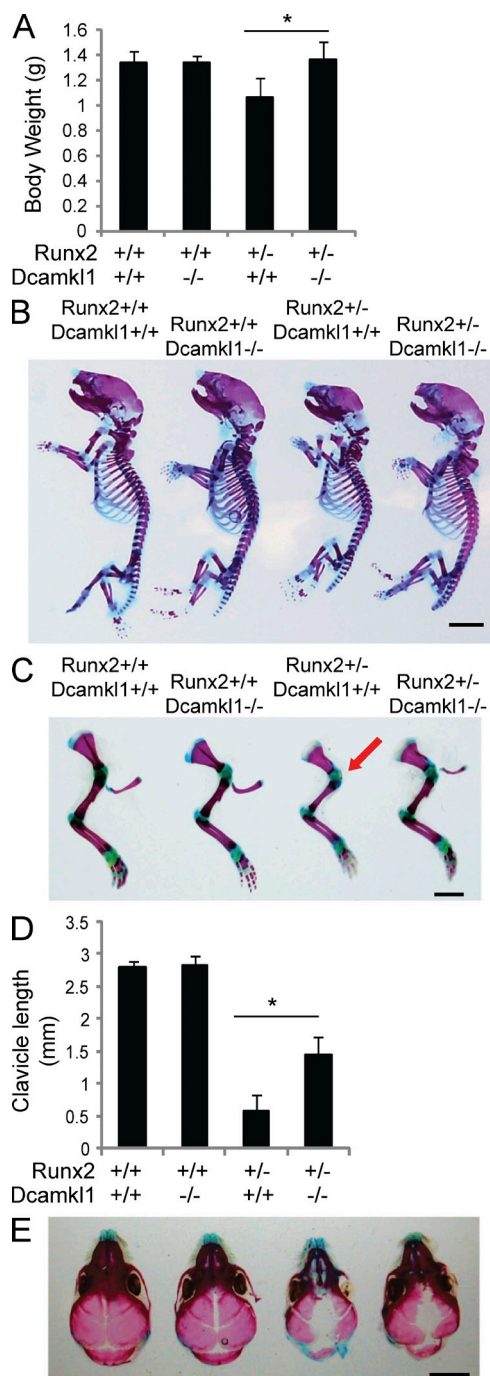 A
1.6
1.4
1.2
1
0.8
0.6
0.4
0.2
0
Body Weight (g)
*
Runx2 +/+ +/+ +/- +/-
Dcamkl1 +/+ -/- +/+ -/-
B
Runx2+/+ Dcamkl1+/+
Runx2+/+ Dcamkl1-/-
Runx2+/- Dcamkl1+/+
Runx2+/- Dcamkl1-/-
C
Runx2+/+ Dcamkl1+/+
Runx2+/+ Dcamkl1-/-
Runx2+/- Dcamkl1+/+
Runx2+/- Dcamkl1-/-
D
3.5
3
2.5
2
1.5
1
0.5
0
Clavicle length
(mm)
*
Runx2 +/+ +/+ +/- +/-
Dcamkl1 +/+ -/- +/+ -/-
E